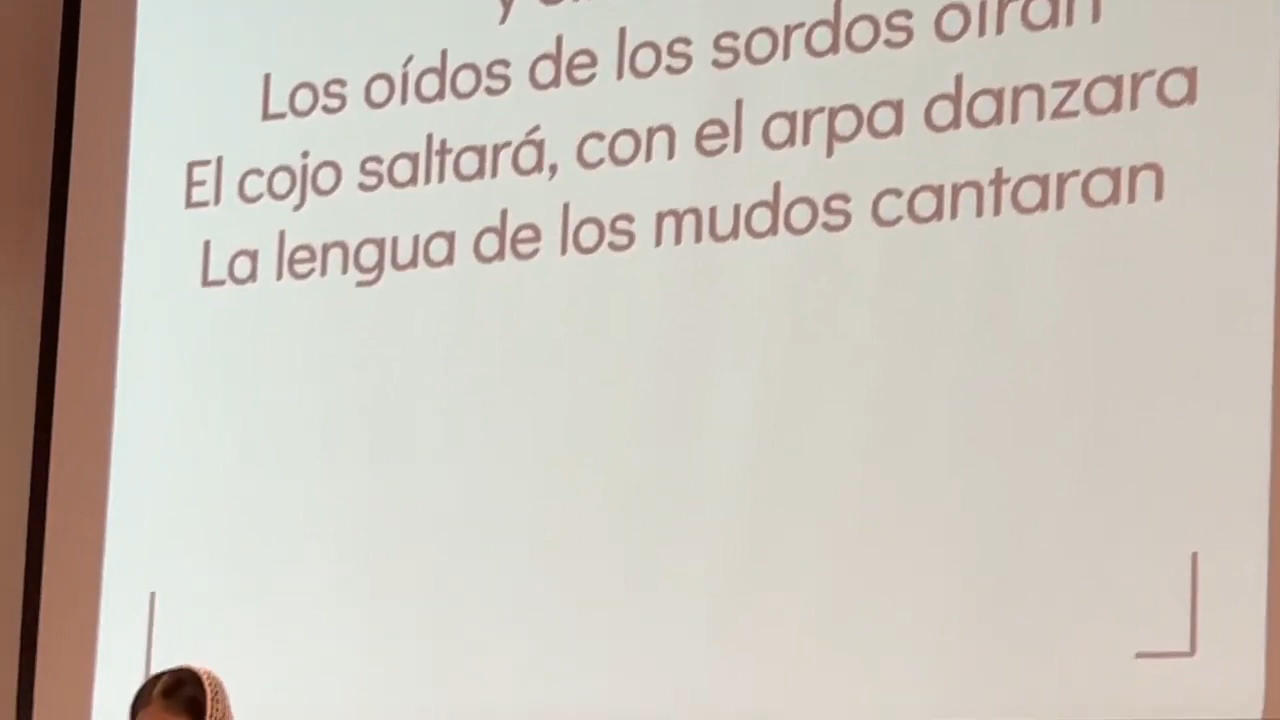 y
Los oídos de los sordos oirán
El cojo saltará, con el arpa danzara
La lengua de los mudos cantaran